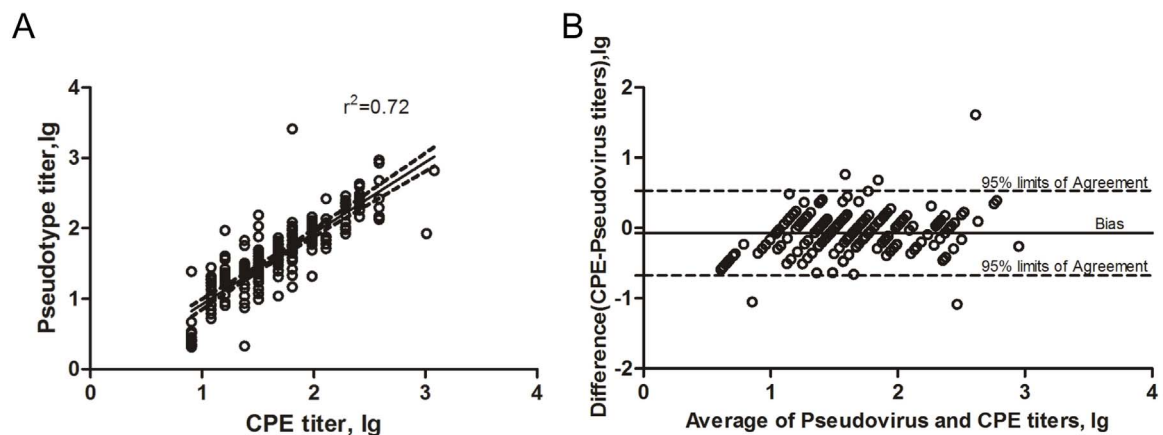 A
Pseudotype titer,lg
4
3
2
1
0
r²=0.72
0 1 2 3 4
CPE titer, lg
B
Difference(CPE-Pseudovirus titers),lg
2
1
0
-1
-2
95% limits of Agreement
Bias
95% limits of Agreement
0 1 2 3 4
Average of Pseudovirus and CPE titers, lg